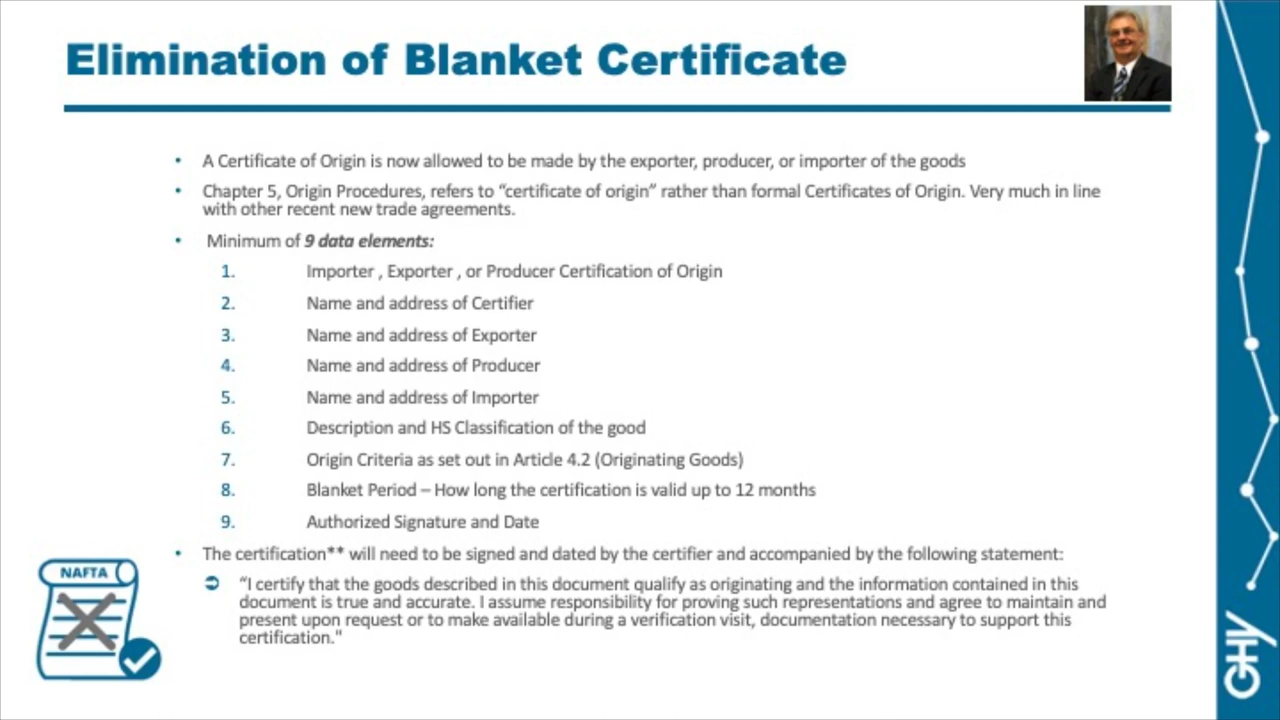 Elimination of Blanket Certificate
• A Certificate of Origin is now allowed to be made by the exporter, producer, or importer of the goods
• Chapter 5, Origin Procedures, refers to “certificate of origin” rather than formal Certificates of Origin. Very much in line
with other recent new trade agreements.
• Minimum of 9 data elements:
1. Importer , Exporter , or Producer Certification of Origin
2. Name and address of Certifier
3. Name and address of Exporter
4. Name and address of Producer
5. Name and address of Importer
6. Description and HS Classification of the good
7. Origin Criteria as set out in Article 4.2 (Originating Goods)
8. Blanket Period – How long the certification is valid up to 12 months
9. Authorized Signature and Date
• The certification** will need to be signed and dated by the certifier and accompanied by the following statement:
“I certify that the goods described in this document qualify as originating and the information contained in this
document is true and accurate. I assume responsibility for proving such representations and agree to maintain and
present upon request or to make available during a verification visit, documentation necessary to support this
certification."
NAFTA
GHY